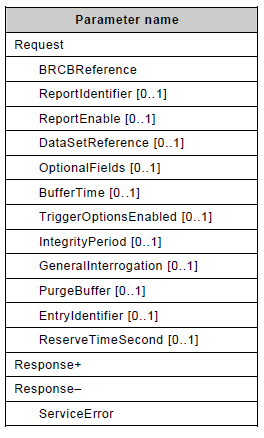 Parameter name
Request
BRCBReference
ReportIdentifier [0..1]
ReportEnable [0..1]
DataSetReference [0..1]
OptionalFields [0..1]
BufferTime [0..1]
TriggerOptionsEnabled [0..1]
IntegrityPeriod [0..1]
GeneralInterrogation [0..1]
PurgeBuffer [0..1]
EntryIdentifier [0..1]
ReserveTimeSecond [0..1]
Response+
Response–
ServiceError